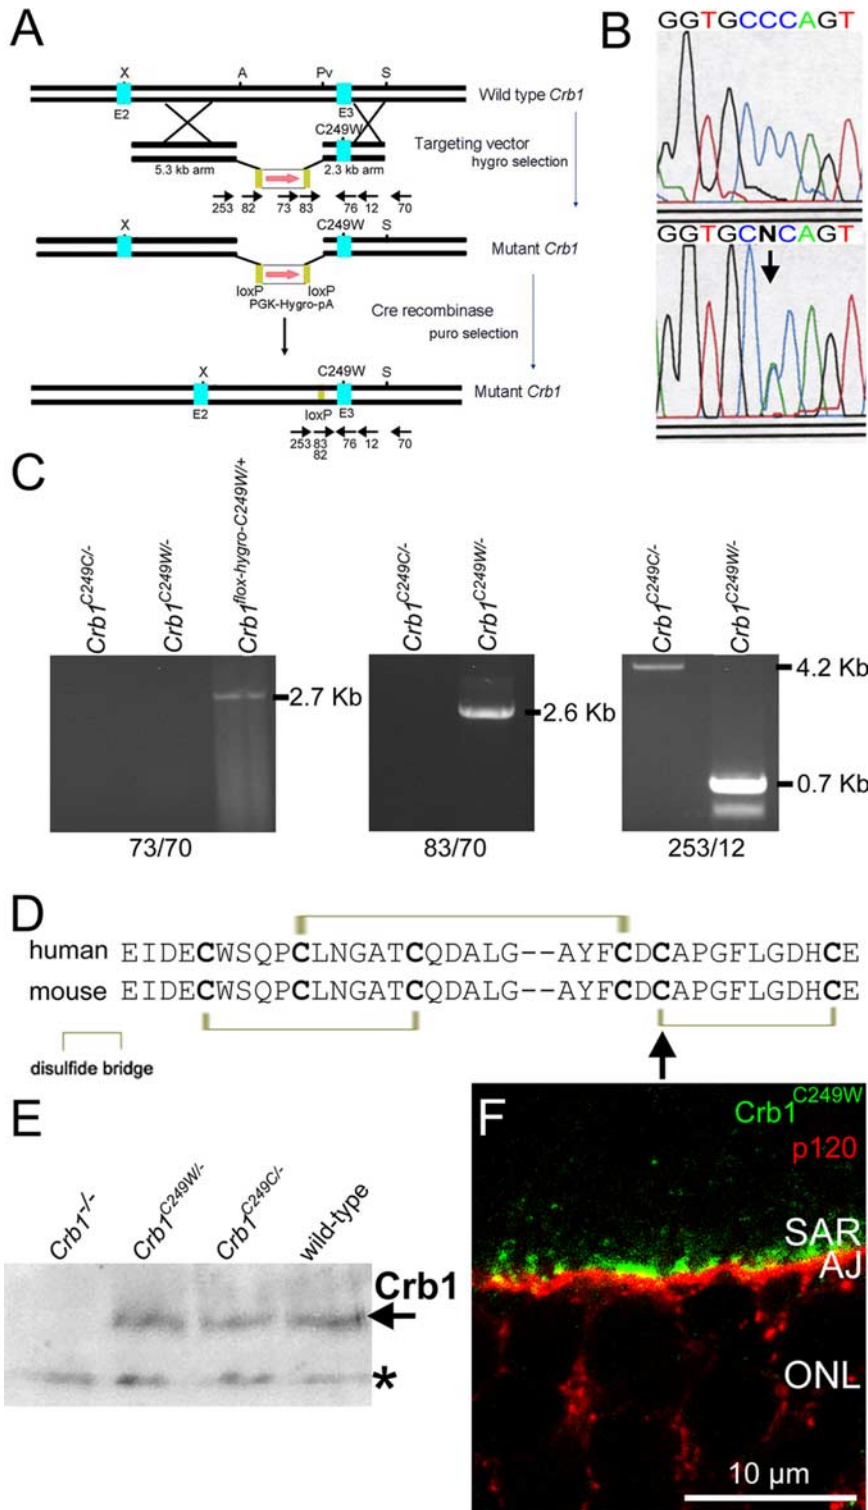 A
X A Pv S
E2 E3
Wild type Crb1
C249W
Targeting vector
hygro selection
5.3 kb arm 2.3 kb arm
253 82 73 83 76 12 70
X C249W S
Mutant Crb1
loxP loxP
PGK-Hygro-pA
Cre recombinase
puro selection
X C249W S
Mutant Crb1
E2 loxP E3
253 83 76 12 70
82
B
GGTGCCCAGT
GGTGCNCAGT
C
Crb1C249C/-
Crb1C249W/-
Crb1flox-hygro-C249W/+
2.7 Kb
73/70
Crb1C249C/-
Crb1C249W/-
2.6 Kb
83/70
Crb1C249C/-
Crb1C249W/-
4.2 Kb
0.7 Kb
253/12
D
human EIDECWSQPCLNGATCQDALG--AYFCDCAPGFLGDHCE
mouse EIDECWSQPCLNGATCQDALG--AYFCDCAPGFLGDHCE
disulfide bridge
E
Crb1-/-
Crb1C249W/-
Crb1C249C/-
wild-type
Crb1
*
F
Crb1C249W
p120
SAR
AJ
ONL
10 µm